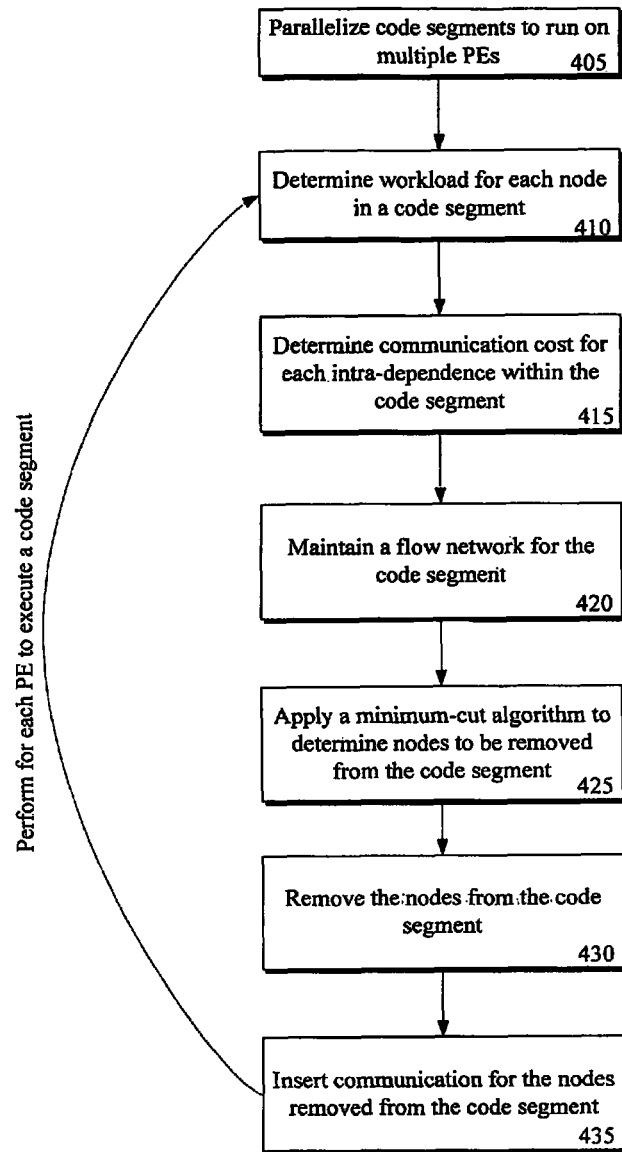 Parallelize code segments to run on
multiple PEs
405
Determine workload for each node
in a code segment
410
Determine communication cost for
each intra-dependence within the
code segment
415
Maintain a flow network for the
code segment
420
Apply a minimum-cut algorithm to
determine nodes to be removed
from the code segment
425
Remove the nodes from the code
segment
430
Insert communication for the nodes
removed from the code segment
435
Perform for each PE to execute a code segment